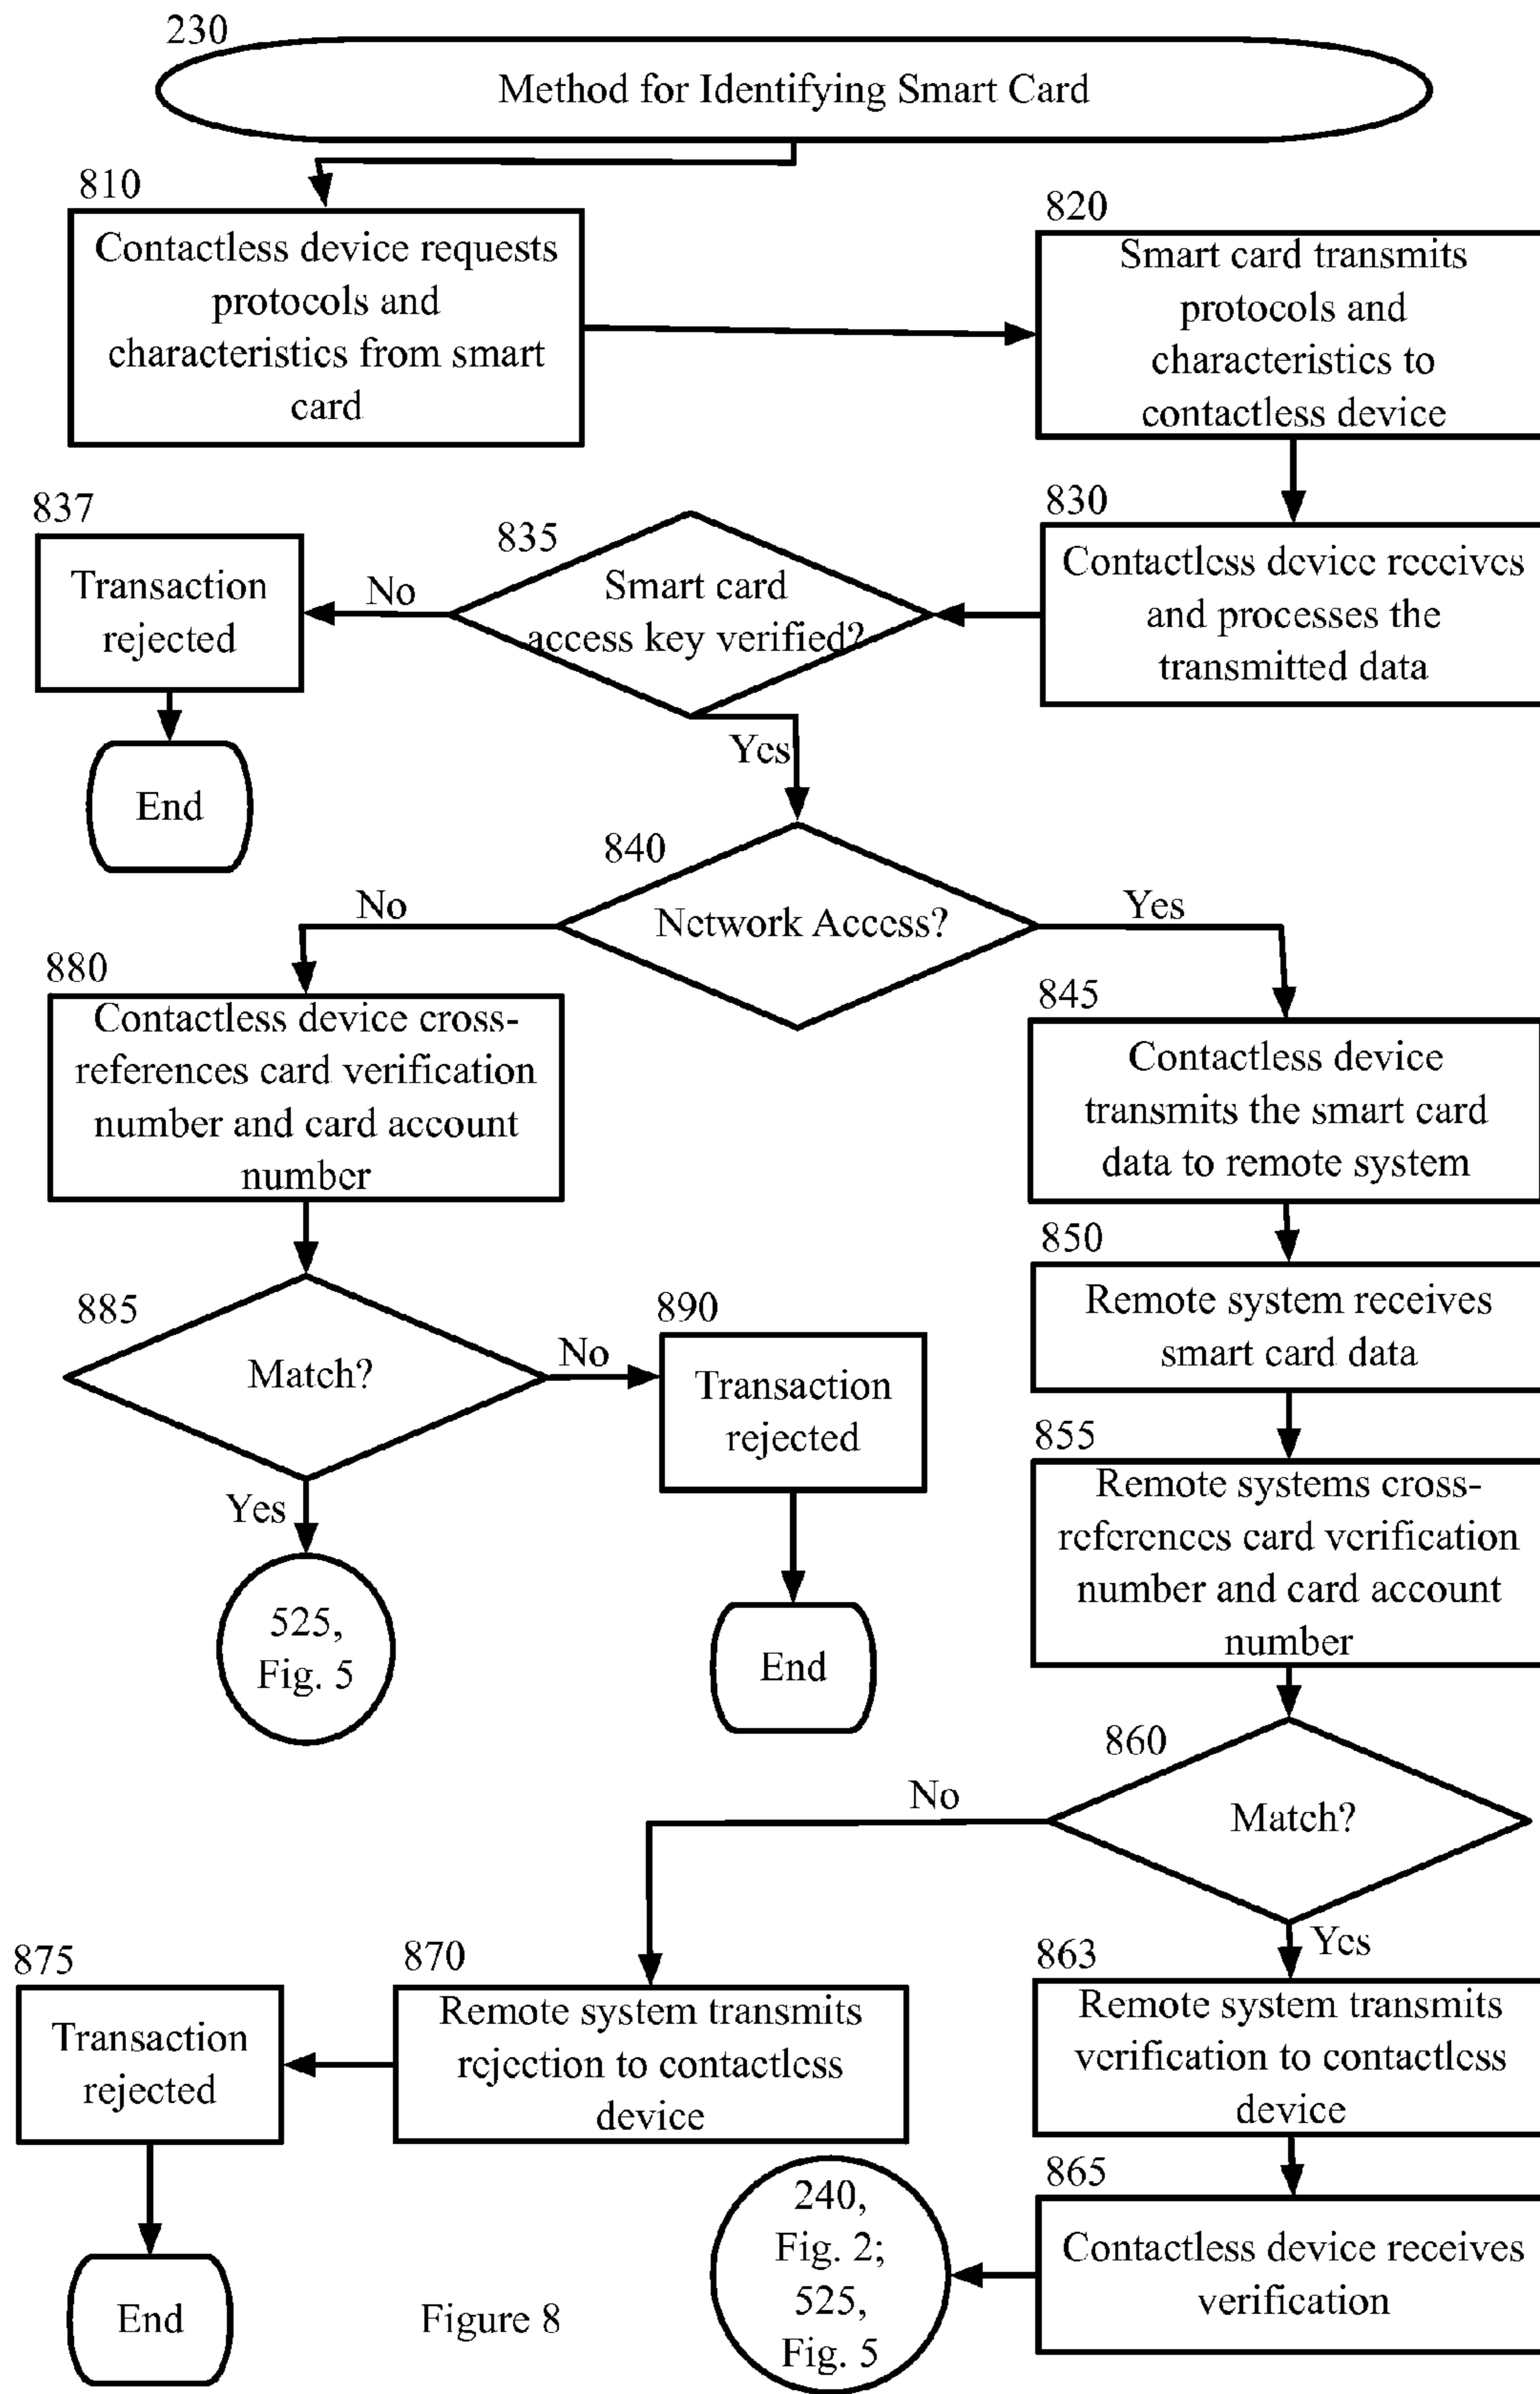 230
Method for Identifying Smart Card
810
Contactless device requests
protocols and
characteristics from smart
card
820
Smart card transmits
protocols and
characteristics to
contactless device
830
Contactless device receives
and processes the
transmitted data
835
Smart card
access key verified?
No
837
Transaction
rejected
End
Yes
840
Network Access?
No
Yes
880
Contactless device cross-
references card verification
number and card account
number
845
Contactless device
transmits the smart card
data to remote system
850
Remote system receives
smart card data
885
Match?
No
890
Transaction
rejected
End
Yes
525,
Fig. 5
855
Remote systems cross-
references card verification
number and card account
number
860
Match?
No
Yes
863
Remote system transmits
verification to contactless
device
870
Remote system transmits
rejection to contactless
device
875
Transaction
rejected
End
865
Contactless device receives
verification
240,
Fig. 2;
525,
Fig. 5
Figure 8